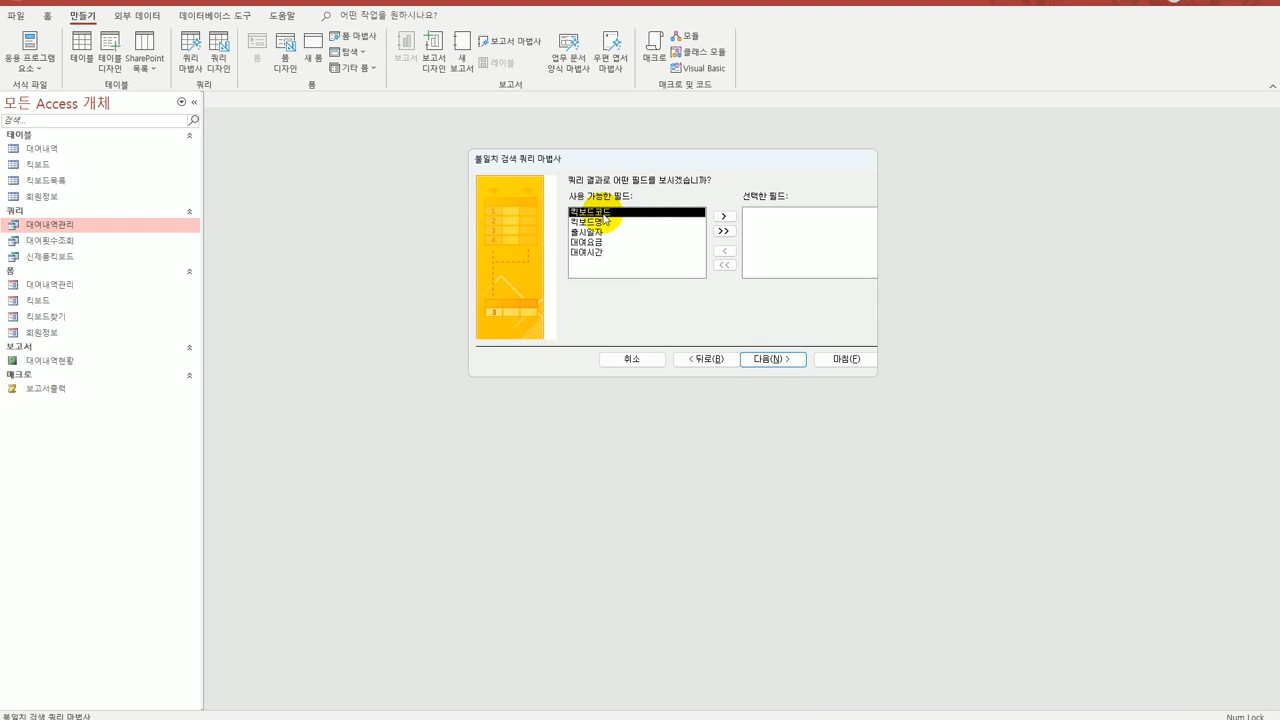 파일 홈 만들기 외부 데이터 데이터베이스 도구 도움말 어떤 작업을 원하시나요?
응용 프로그램
요소
테이블
테이블
디자인
SharePoint
목록
쿼리
마법사
쿼리
디자인
폼
폼
디자인
새 폼
폼 마법사
탐색
기타 폼
보고서
보고서
디자인
새
보고서
보고서 마법사
레이블
업무 문서
양식 마법사
우편 엽서
마법사
매크로
모듈
클래스 모듈
Visual Basic
서식 파일 테이블 쿼리 폼 보고서 매크로 및 코드
모든 Access 개체
검색...
테이블
대여내역
킥보드
킥보드목록
회원정보
쿼리
대여내역관리
대여횟수조회
신제품킥보드
폼
대여내역관리
킥보드
킥보드찾기
회원정보
보고서
대여내역현황
매크로
보고서출력
불일치 검색 쿼리 마법사
쿼리 결과로 어떤 필드를 보시겠습니까?
사용 가능한 필드: 선택한 필드:
킥보드코드
킥보드명
출시일자
대여요금
대여시간
>
>>
<
<<
1
2
3
4
3
취소 < 뒤로(B) 다음(N) > 마침(F)
불일치 검색 쿼리 마법사 Num Lock